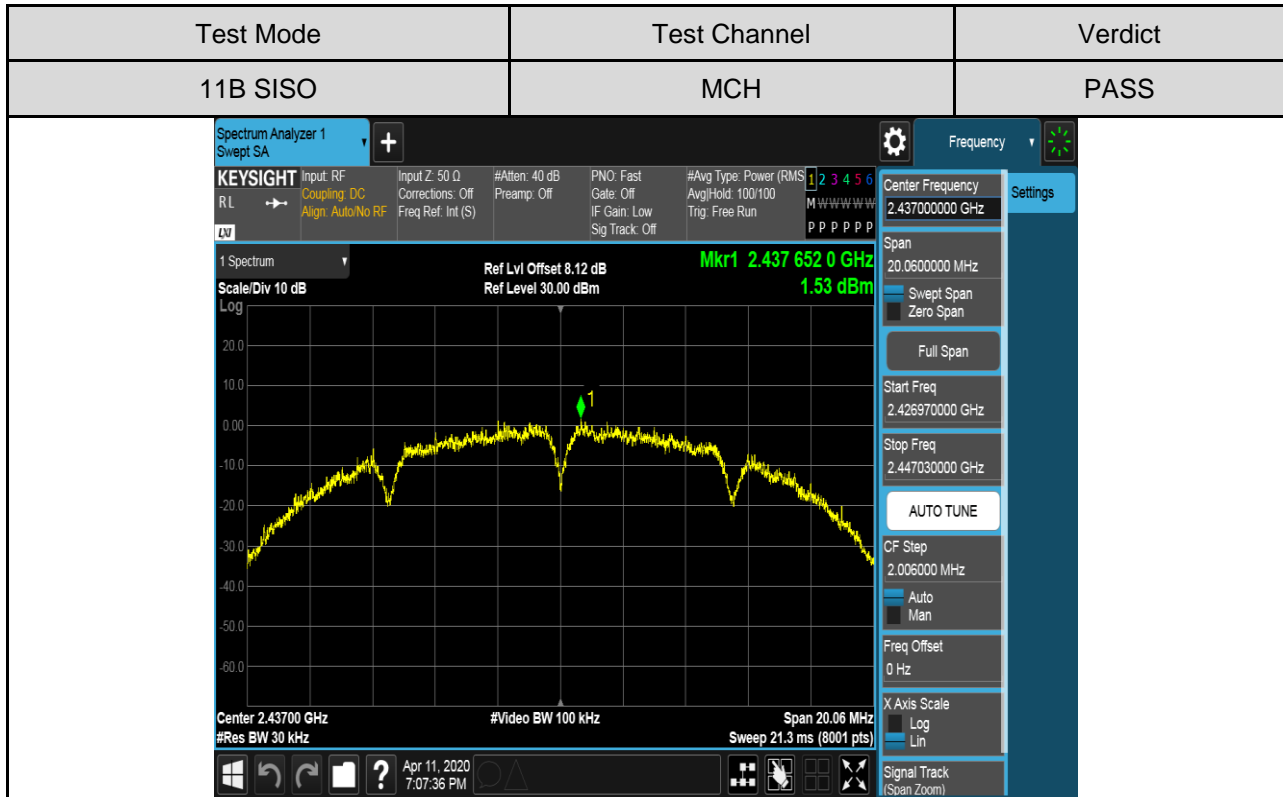 Test Mode Test Channel Verdict
11B SISO MCH PASS
Spectrum Analyzer 1
Swept SA
Frequency
KEYSIGHT Input: RF Input Z: 50 Ω #Atten: 40 dB PNO: Fast #Avg Type: Power (RMS 1 2 3 4 5 6
Coupling: DC Corrections: Off Preamp: Off Gate: Off Avg|Hold: 100/100
RL Align: Auto/No RF Freq Ref: Int (S) IF Gain: Low Trig: Free Run M W W W W W
LXI Sig Track: Off P P P P P P
1 Spectrum
Scale/Div 10 dB
Ref Lvl Offset 8.12 dB
Ref Level 30.00 dBm
Mkr1 2.437 652 0 GHz
1.53 dBm
Log
20.0
10.0
1
0.00
-10.0
-20.0
-30.0
-40.0
-50.0
-60.0
Center 2.43700 GHz #Video BW 100 kHz Span 20.06 MHz
#Res BW 30 kHz Sweep 21.3 ms (8001 pts)
Center Frequency
2.437000000 GHz
Settings
Span
20.0600000 MHz
Swept Span
Zero Span
Full Span
Start Freq
2.426970000 GHz
Stop Freq
2.447030000 GHz
AUTO TUNE
CF Step
2.006000 MHz
Auto
Man
Freq Offset
0 Hz
X Axis Scale
Log
Lin
Signal Track
(Span Zoom)
?
Apr 11, 2020
7:07:36 PM